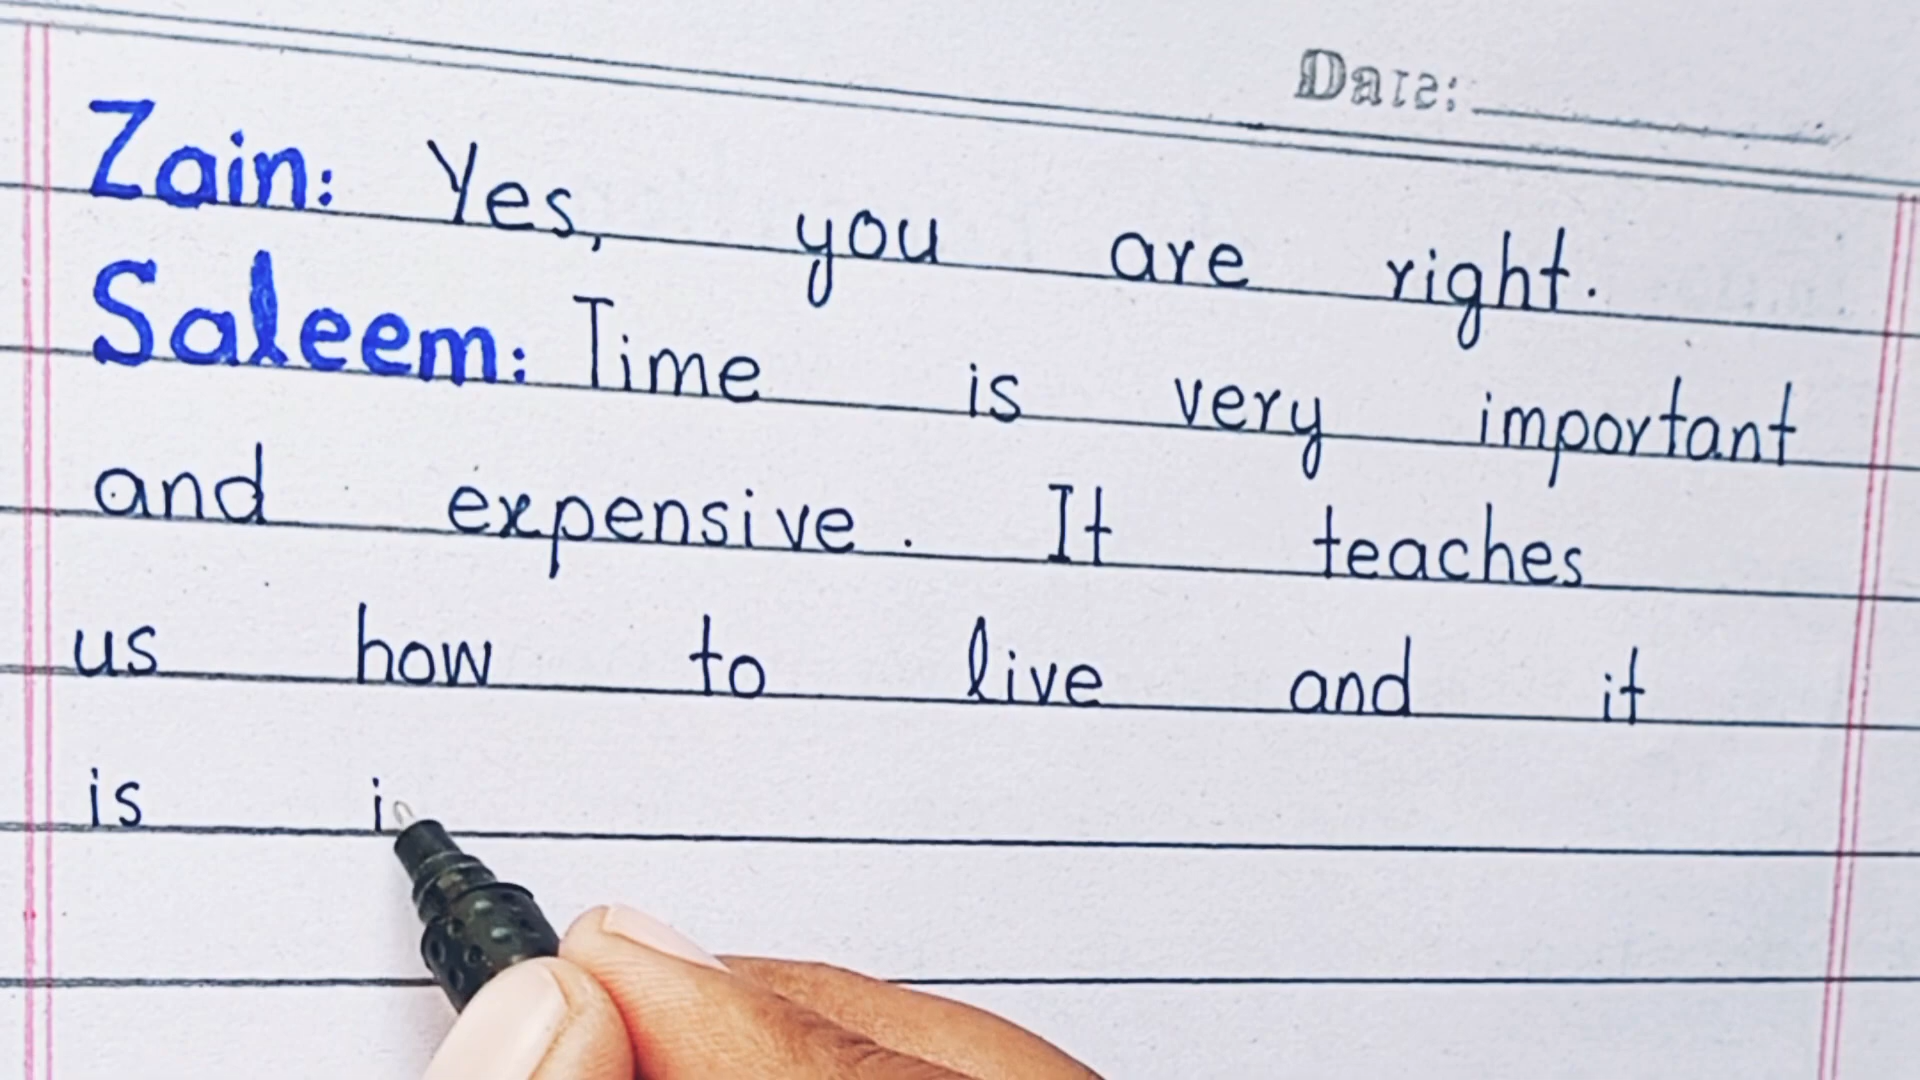 Date:
Zain: Yes, you are right.
Saleem: Time is very important
and expensive. It teaches
us how to live and it
is i